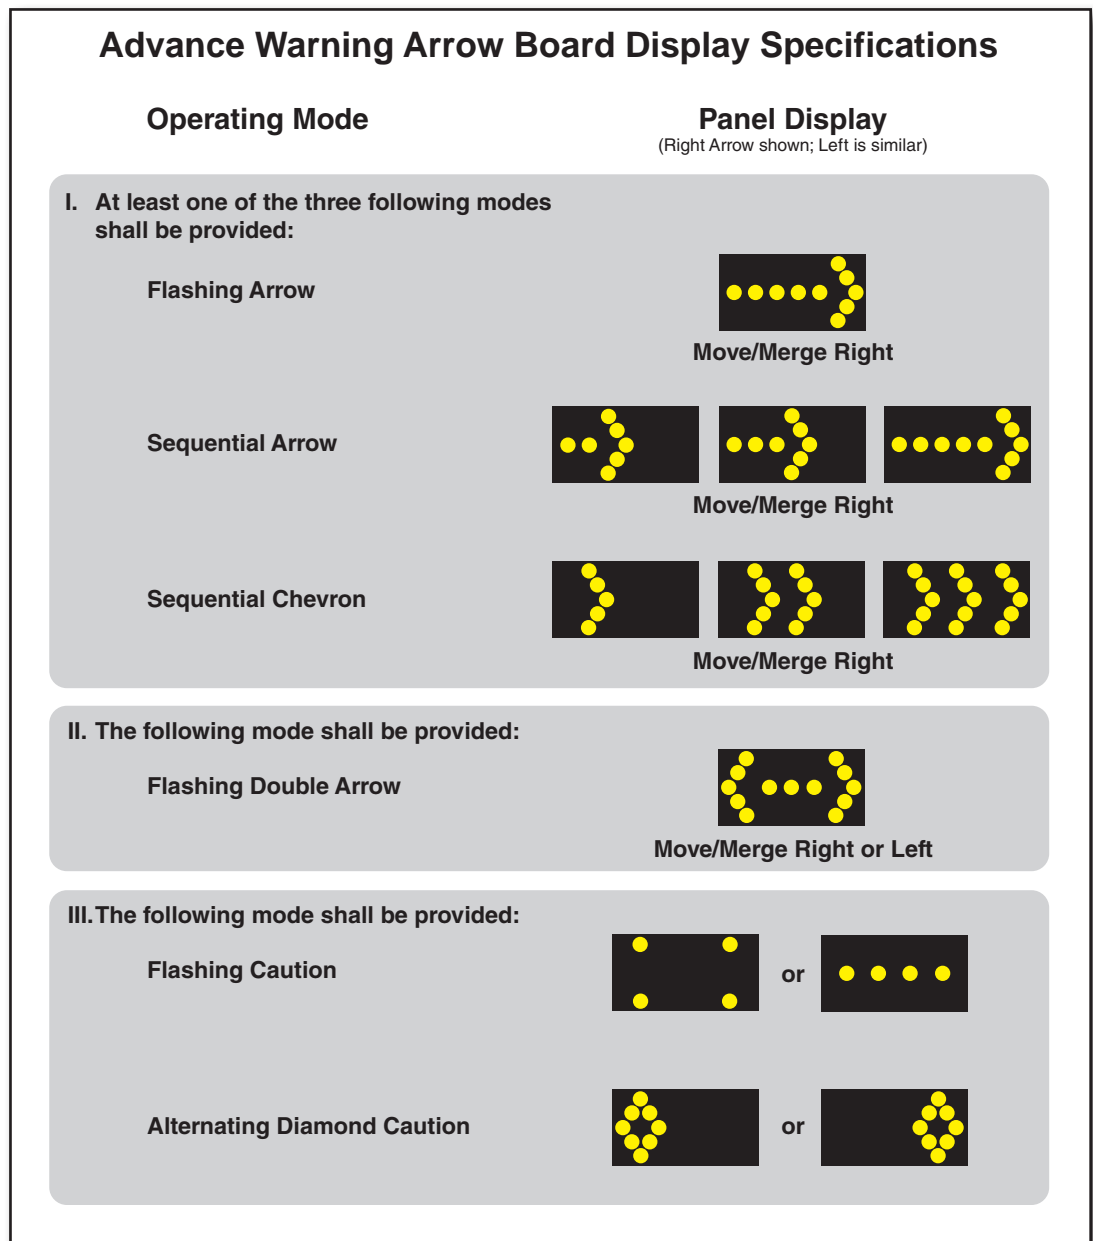 Advance Warning Arrow Board Display Specifications
Operating Mode
Panel Display
(Right Arrow shown; Left is similar)
I. At least one of the three following modes
shall be provided:
Flashing Arrow
Move/Merge Right
Sequential Arrow
Move/Merge Right
Sequential Chevron
Move/Merge Right
II. The following mode shall be provided:
Flashing Double Arrow
Move/Merge Right or Left
III. The following mode shall be provided:
Flashing Caution
or
Alternating Diamond Caution
or